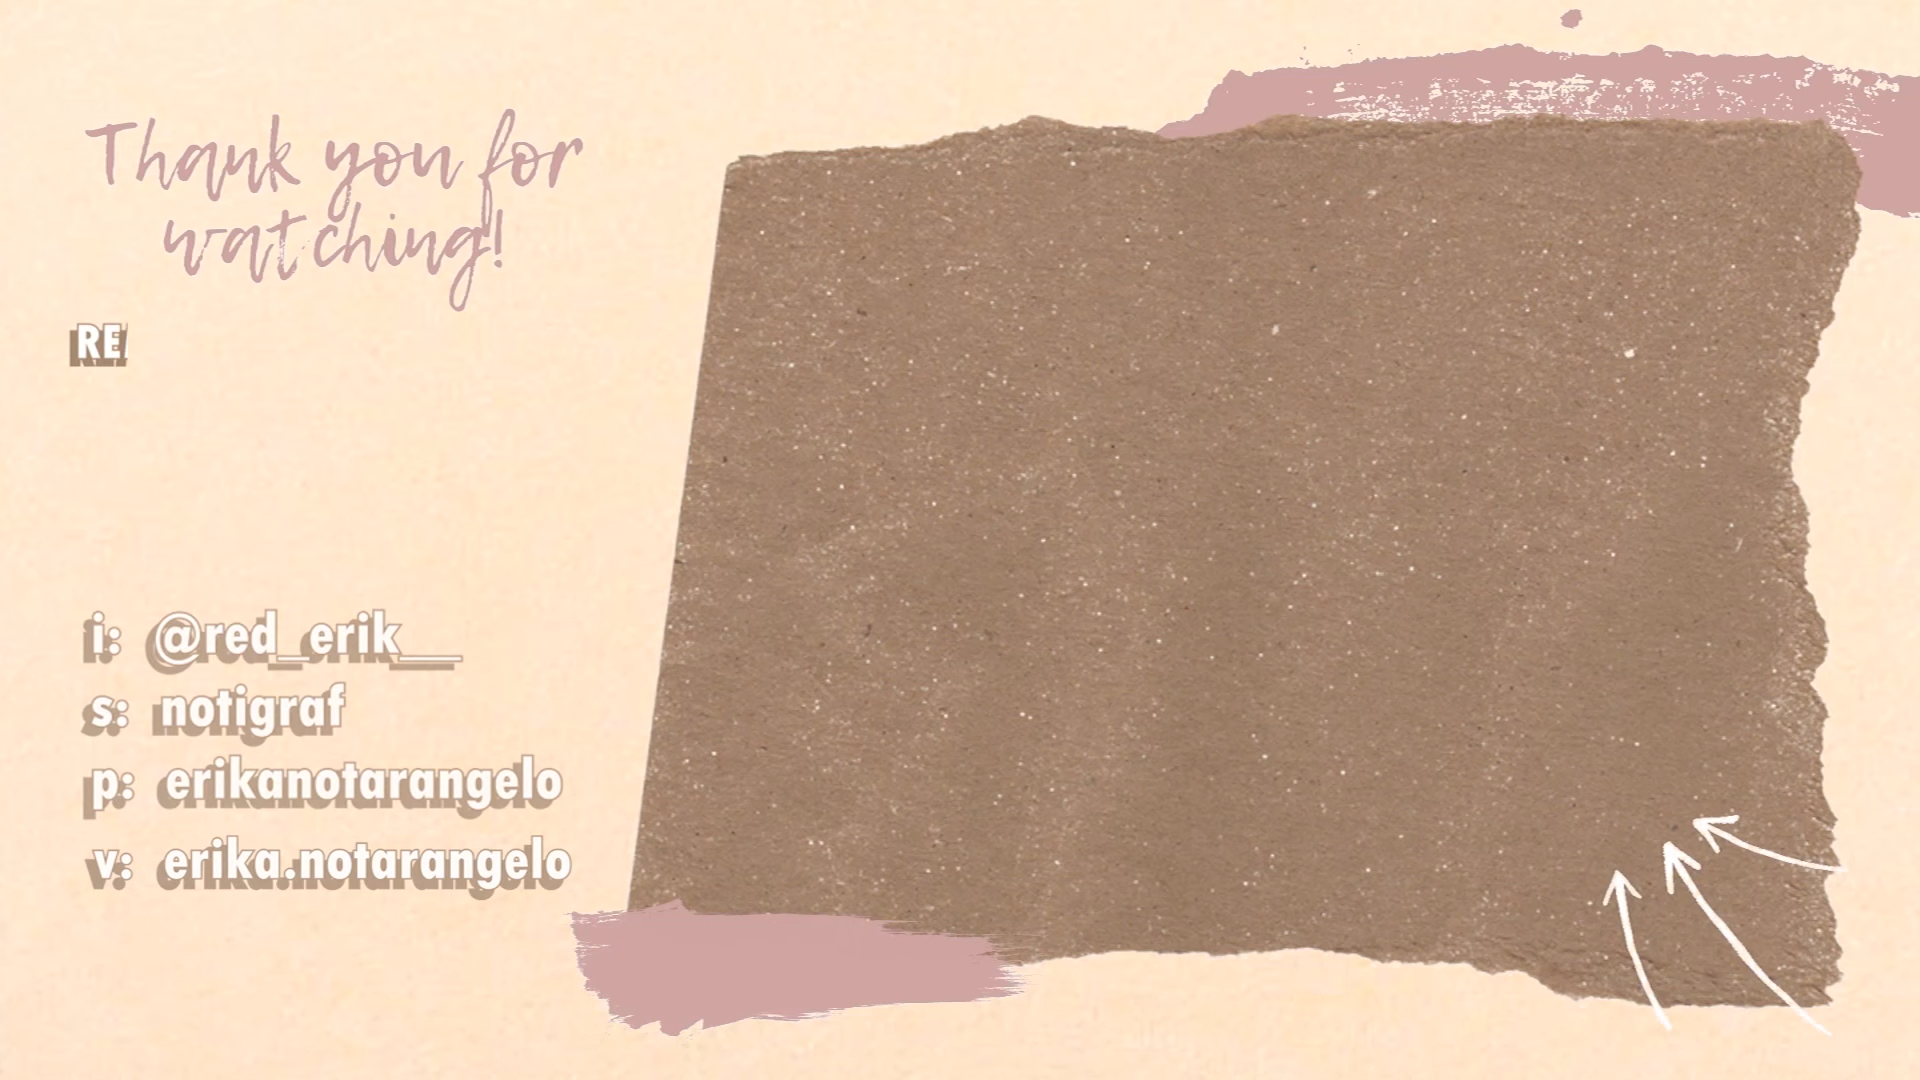 Thank you for
watching!
RE
i: @red_erik__
s: notigraf
p: erikanotarangelo
v: erika.notarangelo